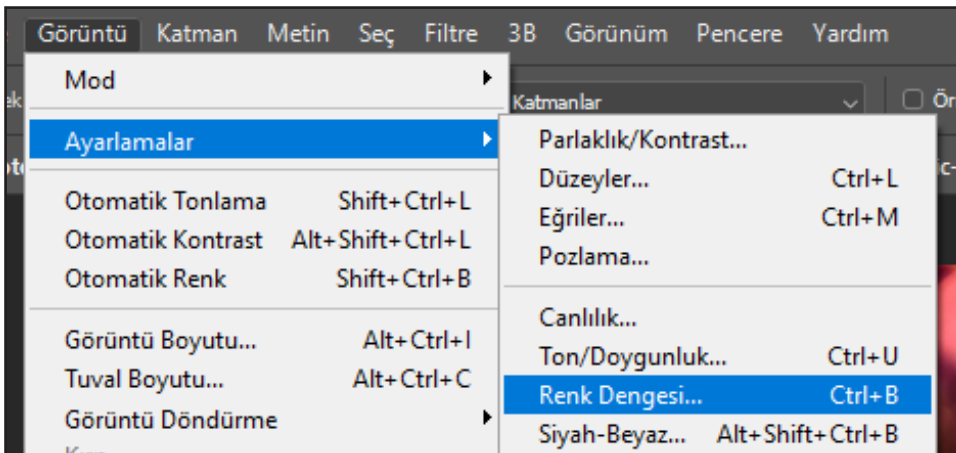 Görüntü Katman Metin Seç Filtre 3B Görünüm Pencere Yardım
Mod
Katmanlar
Ayarlamalar
Otomatik Tonlama Shift+Ctrl+L
Otomatik Kontrast Alt+Shift+Ctrl+L
Otomatik Renk Shift+Ctrl+B
Görüntü Boyutu... Alt+Ctrl+I
Tuval Boyutu... Alt+Ctrl+C
Görüntü Döndürme
Parlaklık/Kontrast...
Düzeyler... Ctrl+L
Eğriler... Ctrl+M
Pozlama...
Canlılık...
Ton/Doygunluk... Ctrl+U
Renk Dengesi... Ctrl+B
Siyah-Beyaz... Alt+Shift+Ctrl+B